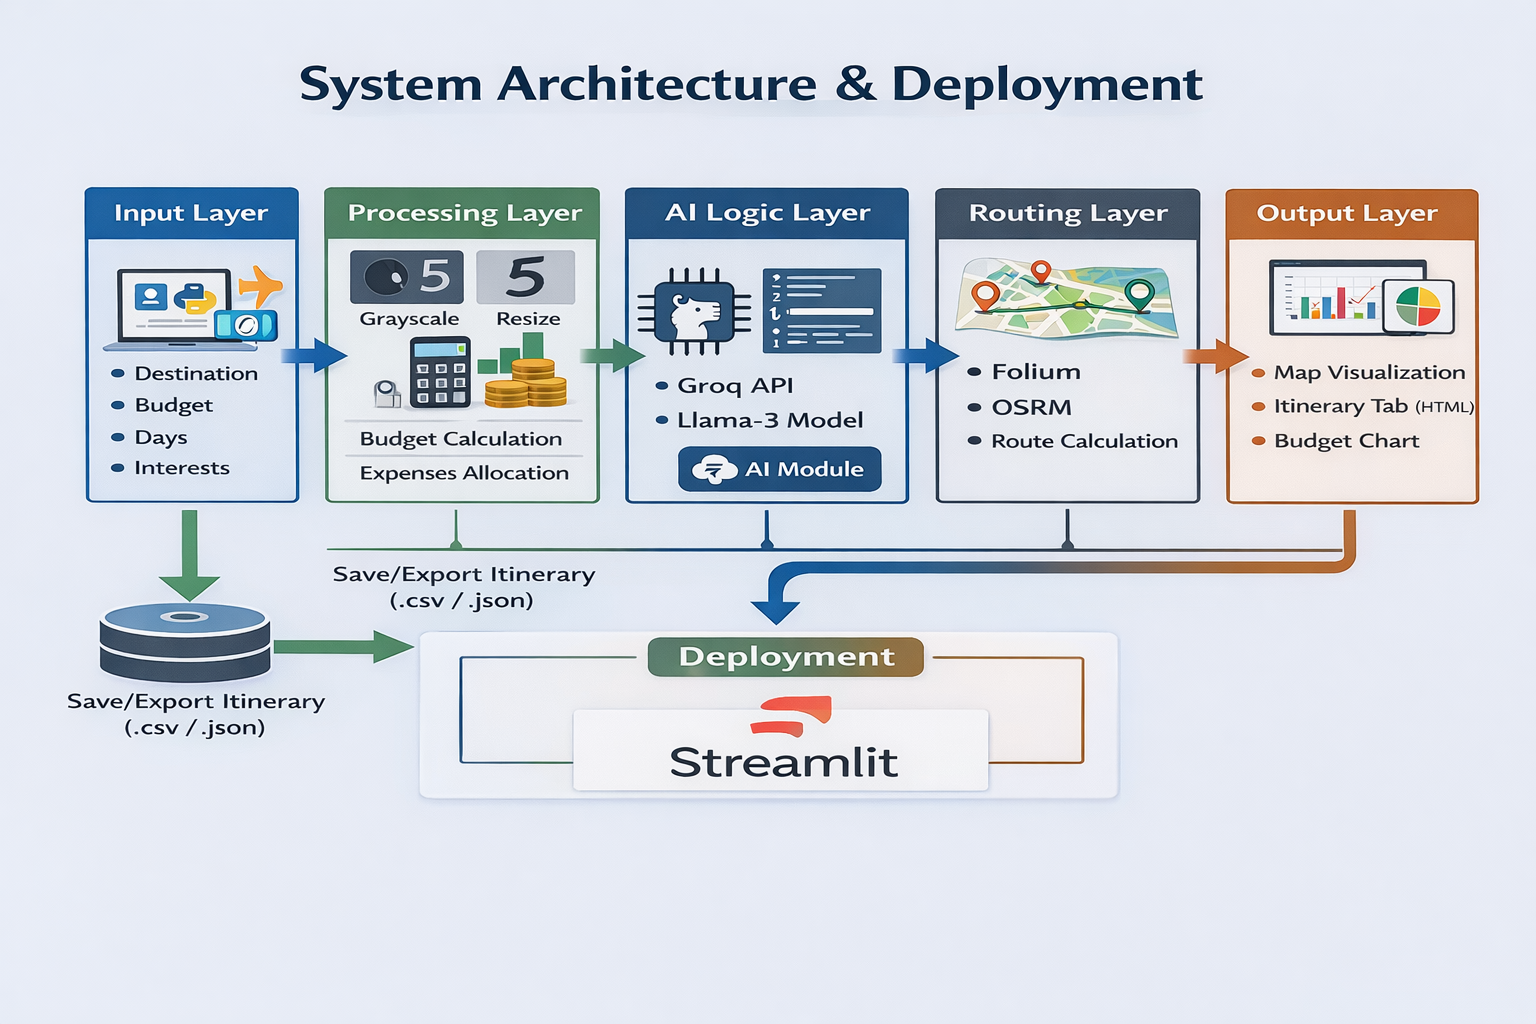 System Architecture & Deployment
Input Layer
Destination
Budget
Days
Interests
Processing Layer
5
5
Grayscale
Resize
Budget Calculation
Expenses Allocation
AI Logic Layer
Groq API
Llama-3 Model
AI Module
Routing Layer
Folium
OSRM
Route Calculation
Output Layer
Map Visualization
Itinerary Tab (HTML)
Budget Chart
Save/Export Itinerary
(.csv / .json)
Save/Export Itinerary
(.csv / .json)
Deployment
Streamlit